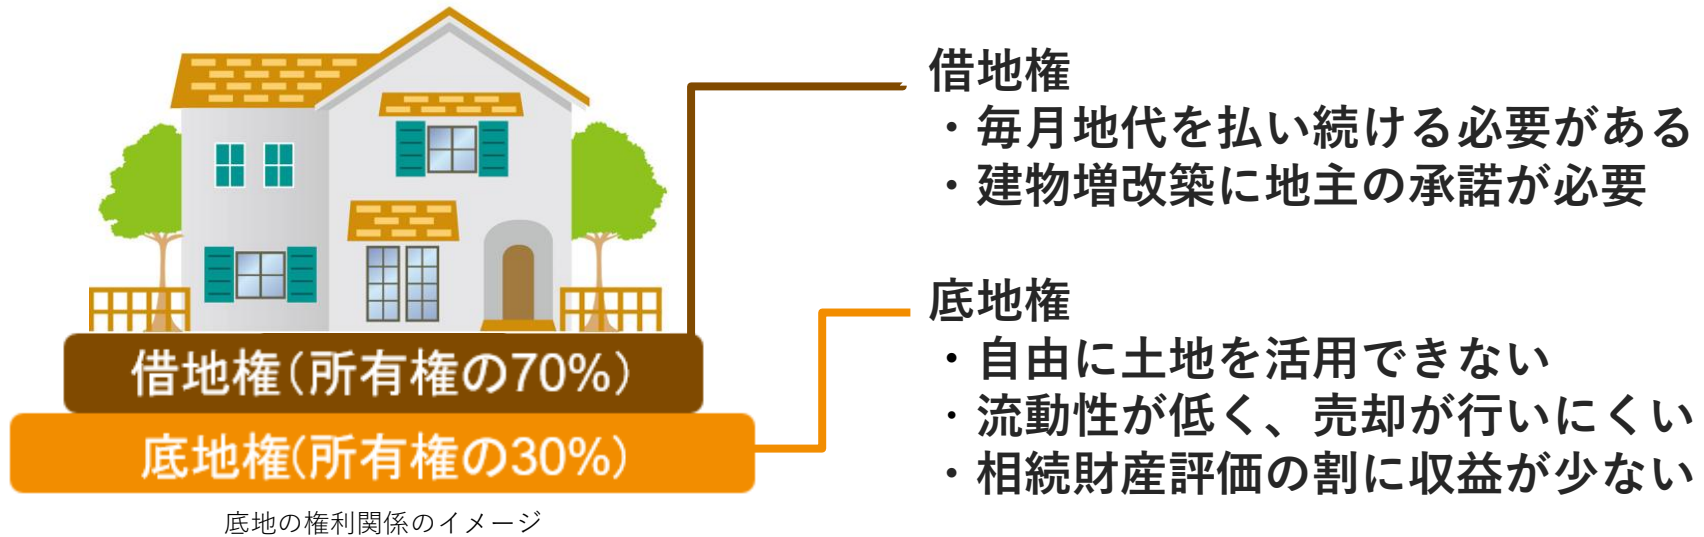 借地権
・毎月地代を払い続ける必要がある
・建物増改築に地主の承諾が必要
底地権
・自由に土地を活用できない
・流動性が低く、売却が行いにくい
・相続財産評価の割に収益が少ない
借地権(所有権の70%)
底地権(所有権の30%)
底地の権利関係のイメージ